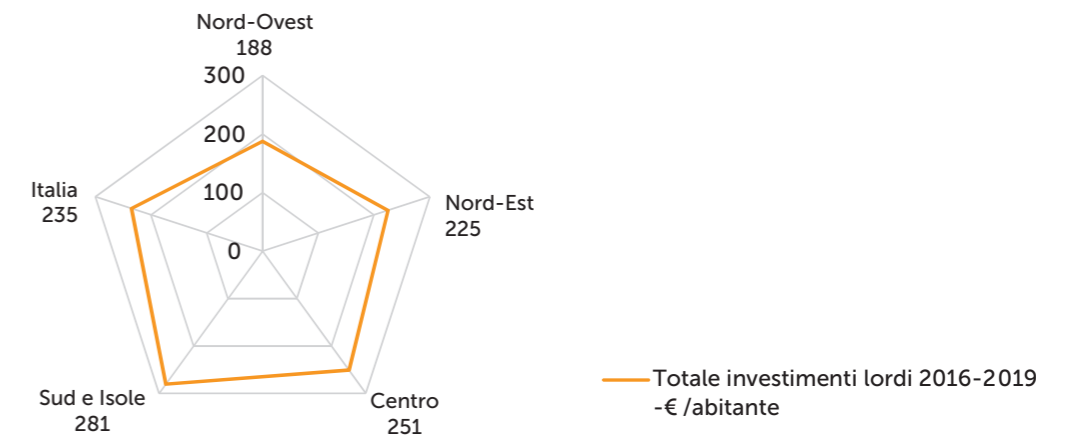 Nord-Ovest
188
300
200
100
0
Italia
235
Nord-Est
225
Sud e Isole
281
Centro
251
Totale investimenti lordi 2016-2019
-€ /abitante